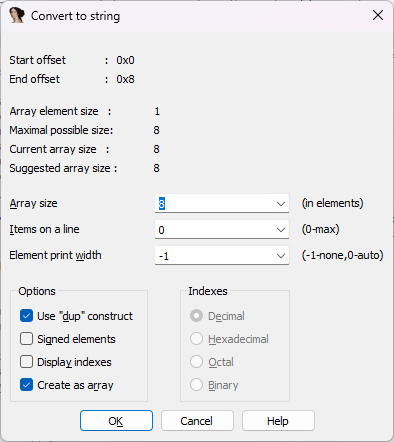 Convert to string
Start offset : 0x0
End offset : 0x8
Array element size : 1
Maximal possible size: 8
Current array size : 8
Suggested array size : 8
Array size 8 (in elements)
Items on a line 0 (0-max)
Element print width -1 (-1-none,0-auto)
Options Indexes
Use "dup" construct Decimal
Signed elements Hexadecimal
Display indexes Octal
Create as array Binary
OK Cancel Help